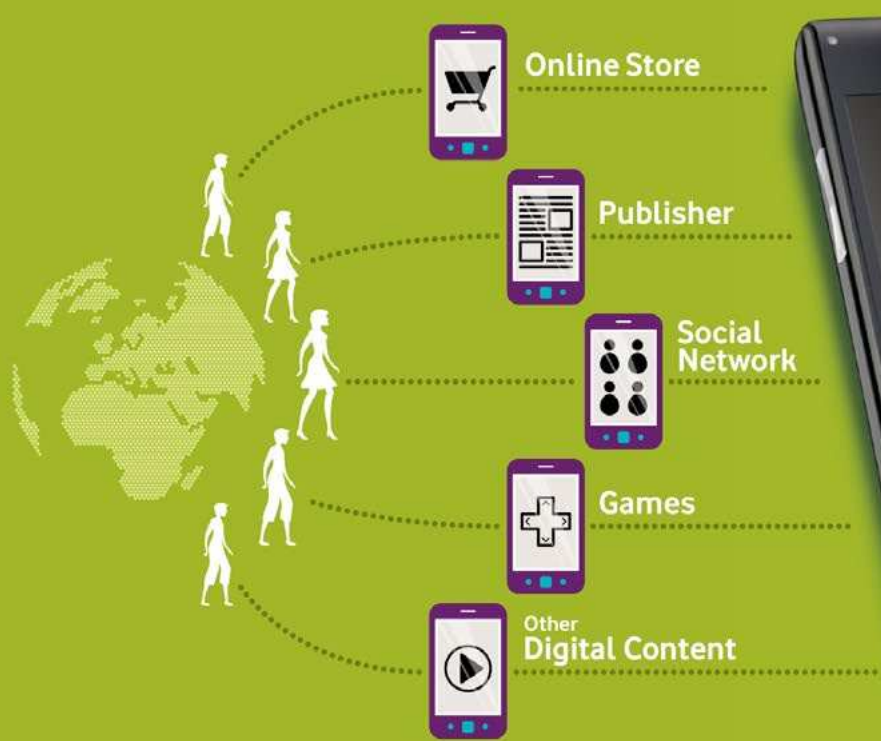 Online Store
Publisher
Social
Network
Games
Other
Digital Content